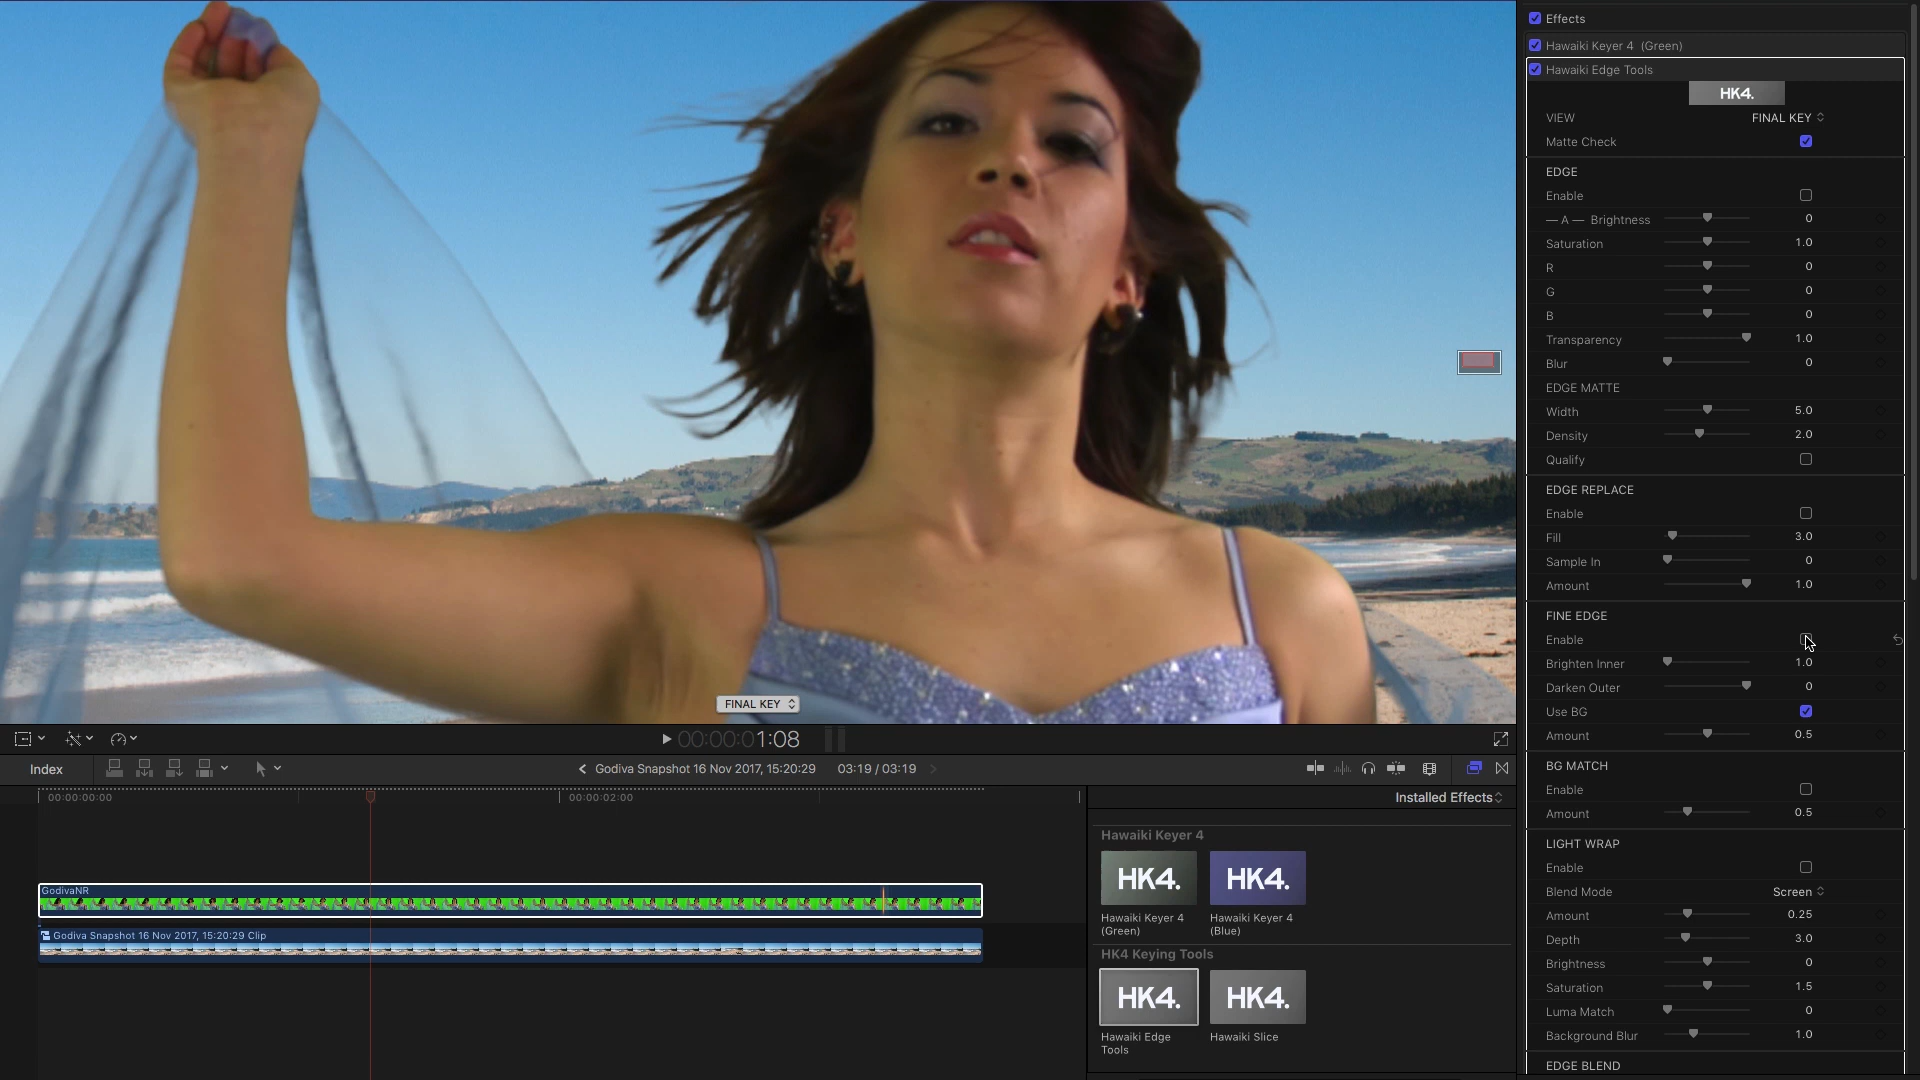 Effects
Hawaiki Keyer 4 (Green)
Hawaiki Edge Tools
HK4.
VIEW FINAL KEY
Matte Check
EDGE
Enable
— A — Brightness 0
Saturation 1.0
R 0
G 0
B 0
Transparency 1.0
Blur 0
EDGE MATTE
Width 5.0
Density 2.0
Qualify
EDGE REPLACE
Enable
Fill 3.0
Sample In 0
Amount 1.0
FINE EDGE
Enable
Brighten Inner 1.0
Darken Outer 0
Use BG
Amount 0.5
BG MATCH
Enable
Amount 0.5
LIGHT WRAP
Enable
Blend Mode Screen
Amount 0.25
Depth 3.0
Brightness 0
Saturation 1.5
Luma Match 0
Background Blur 1.0
EDGE BLEND
FINAL KEY
00:00:01:08
Index
Godiva Snapshot 16 Nov 2017, 15:20:29 03:19 / 03:19
00:00:00:00 00:00:02:00
GodivaNR
Godiva Snapshot 16 Nov 2017, 15:20:29 Clip
Installed Effects
Hawaiki Keyer 4
HK4. HK4.
Hawaiki Keyer 4 (Green)
Hawaiki Keyer 4 (Blue)
HK4 Keying Tools
HK4. HK4.
Hawaiki Edge Tools
Hawaiki Slice